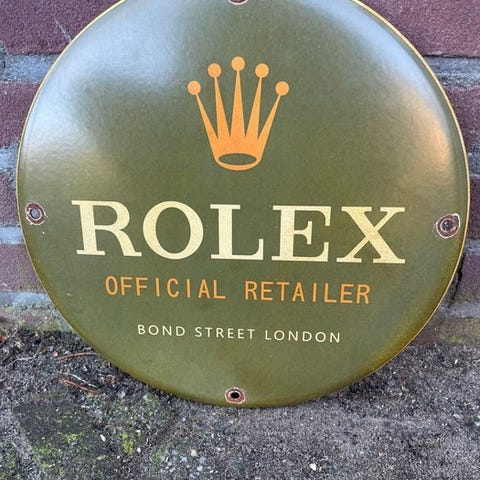 ROLEX
OFFICIAL RETAILER
BOND STREET LONDON